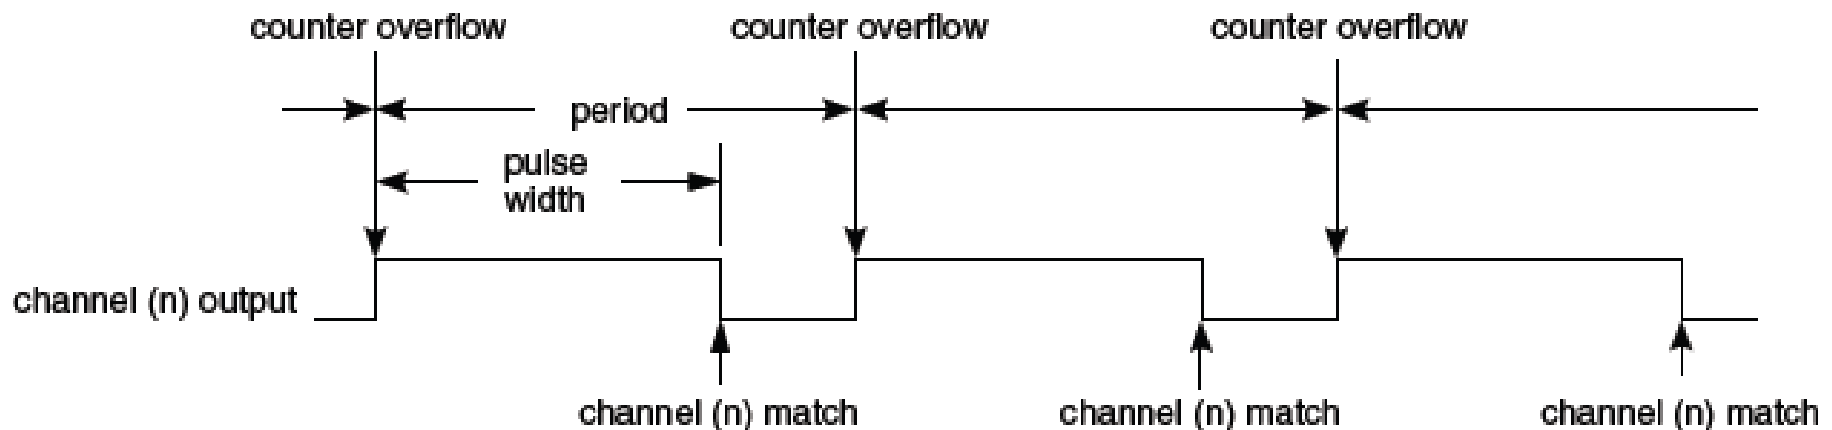 counter overflow counter overflow counter overflow
period
pulse
width
channel (n) output
channel (n) match channel (n) match channel (n) match